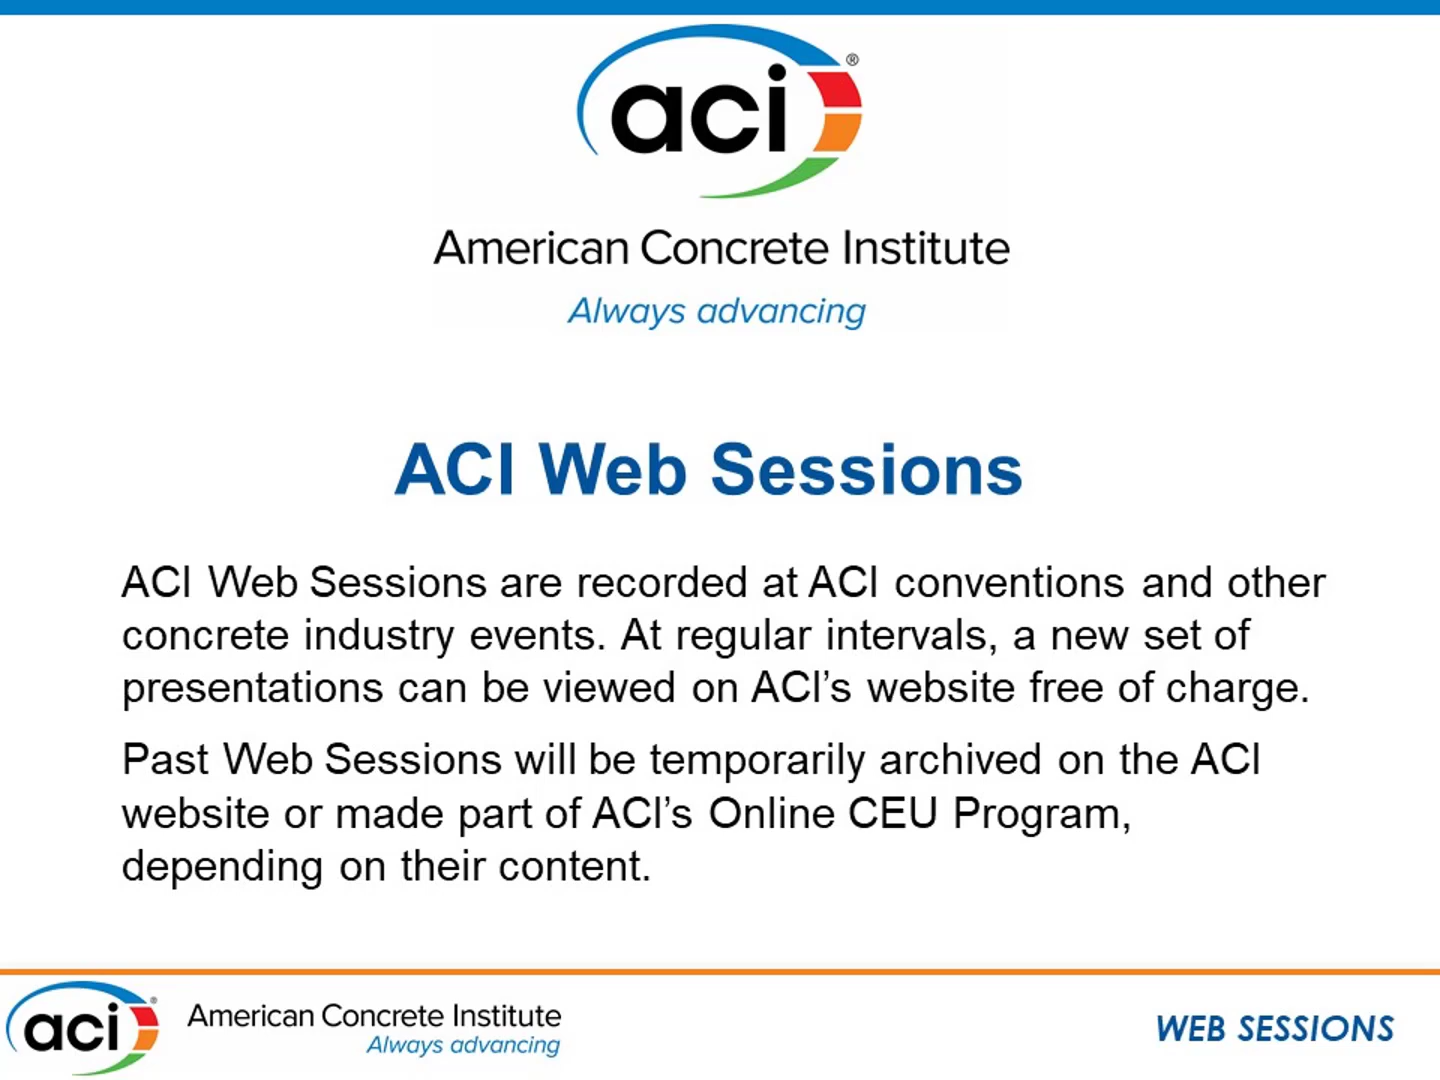 aci®
American Concrete Institute
Always advancing
ACI Web Sessions
ACI Web Sessions are recorded at ACI conventions and other
concrete industry events. At regular intervals, a new set of
presentations can be viewed on ACI’s website free of charge.
Past Web Sessions will be temporarily archived on the ACI
website or made part of ACI’s Online CEU Program,
depending on their content.
aci®
American Concrete Institute
Always advancing
WEB SESSIONS